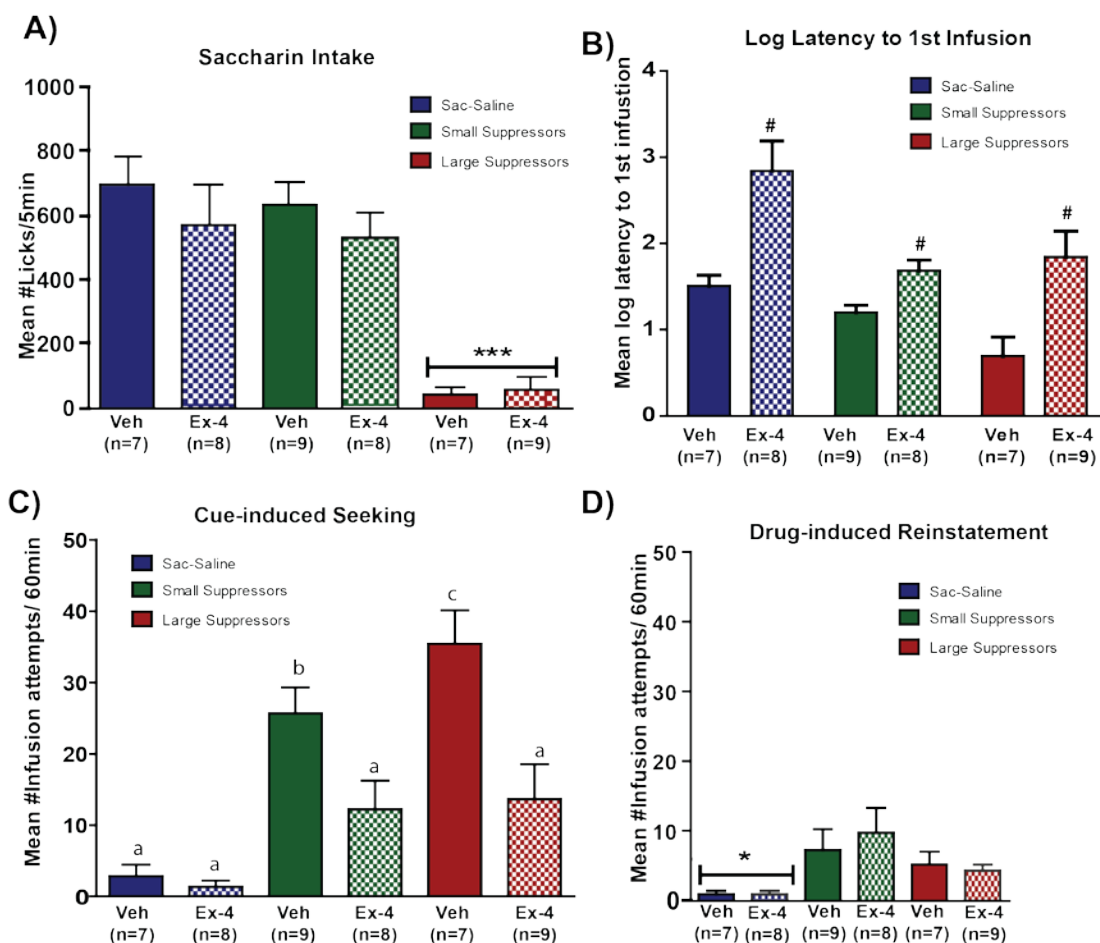 A)
Saccharin Intake
Mean #Licks/5min
1000
800
600
400
200
0
Sac-Saline
Small Suppressors
Large Suppressors
***
Veh Ex-4 Veh Ex-4 Veh Ex-4
(n=7) (n=8) (n=9) (n=8) (n=7) (n=9)
B)
Log Latency to 1st Infusion
Mean log latency to 1st infustion
4
3
2
1
0
Sac-Saline
Small Suppressors
Large Suppressors
# # #
Veh Ex-4 Veh Ex-4 Veh Ex-4
(n=7) (n=8) (n=9) (n=8) (n=7) (n=9)
C)
Cue-induced Seeking
Mean #Infusion attempts/ 60min
50
40
30
20
10
0
Sac-Saline
Small Suppressors
Large Suppressors
a a b a c a
Veh Ex-4 Veh Ex-4 Veh Ex-4
(n=7) (n=8) (n=9) (n=8) (n=7) (n=9)
D)
Drug-induced Reinstatement
Mean #Infusion attempts/ 60min
50
40
30
20
10
0
Sac-Saline
Small Suppressors
Large Suppressors
*
Veh Ex-4 Veh Ex-4 Veh Ex-4
(n=7) (n=8) (n=9) (n=8) (n=7) (n=9)